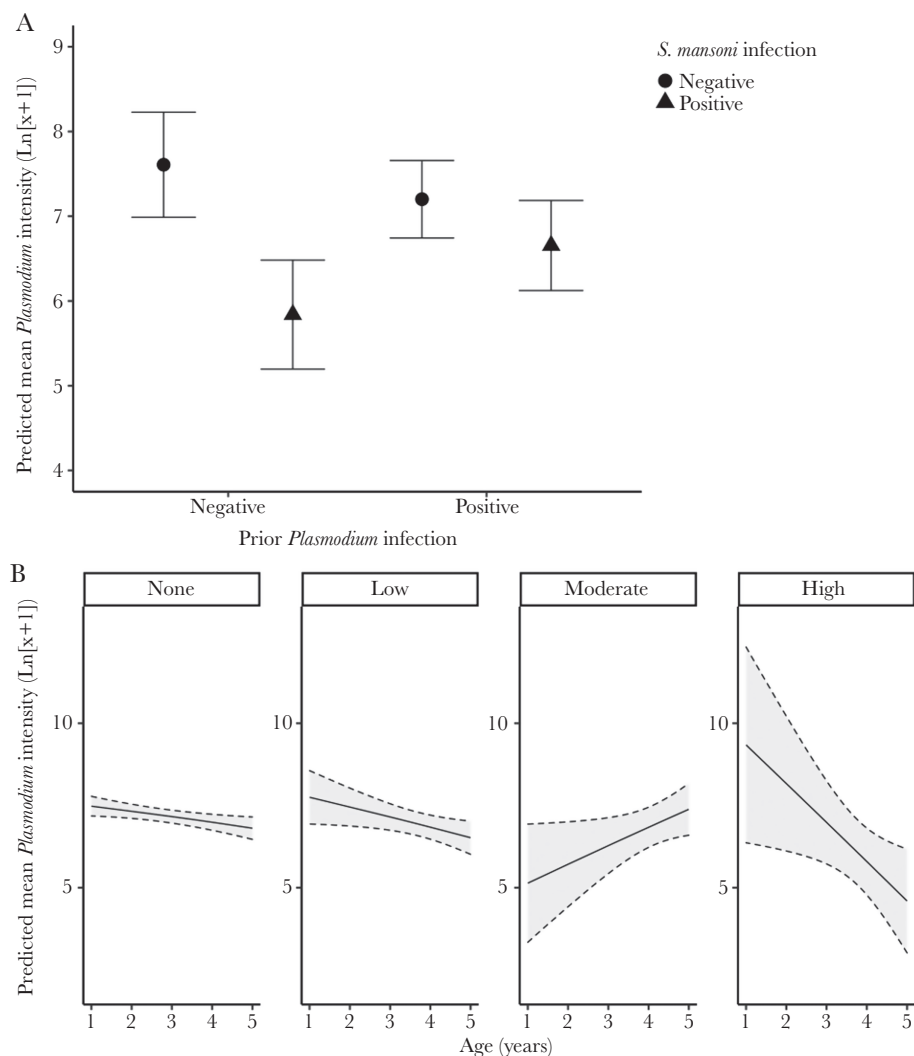 A
Predicted mean Plasmodium intensity (Ln[x+1])
9
8
7
6
5
4
Negative
Positive
Prior Plasmodium infection
S. mansoni infection
Negative
Positive
B
Predicted mean Plasmodium intensity (Ln[x+1])
None
Low
Moderate
High
10
5
10
5
10
5
10
5
1 2 3 4 5
1 2 3 4 5
1 2 3 4 5
1 2 3 4 5
Age (years)